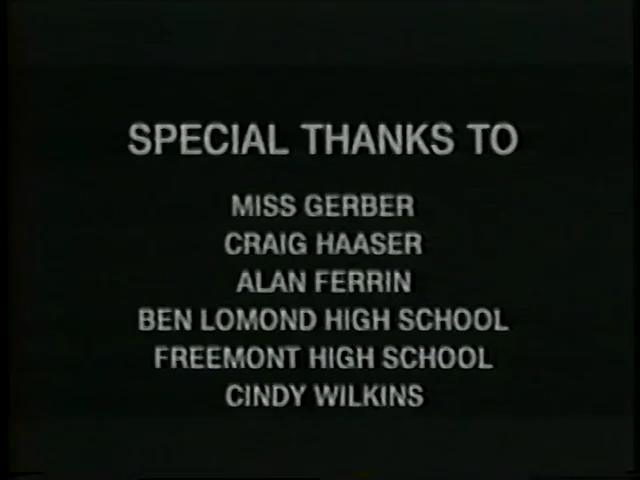 SPECIAL THANKS TO
MISS GERBER
CRAIG HAASER
ALAN FERRIN
BEN LOMOND HIGH SCHOOL
FREEMONT HIGH SCHOOL
CINDY WILKINS